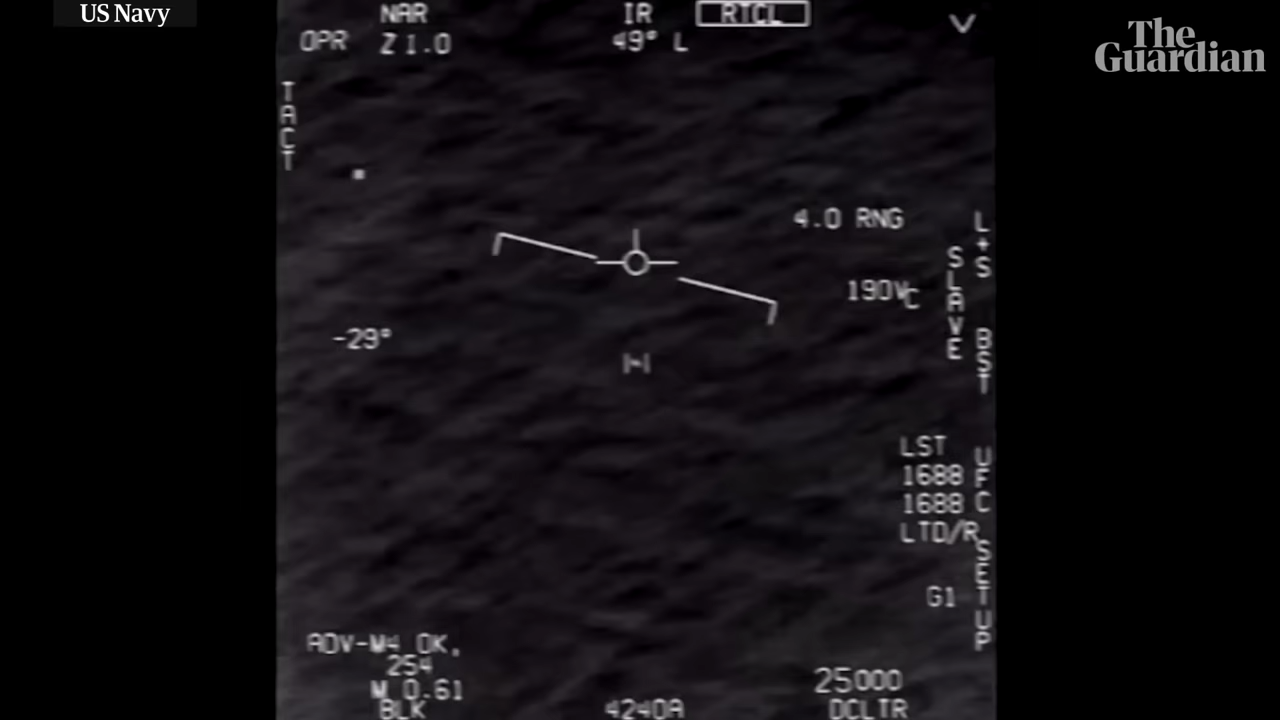 US Navy
NAR
IR
RTCL
OPR
Z 1.0
49° L
The
Guardian
TACT
4.0 RNG
L+S
SLAVE
190Vc
-29°
BST
LST
1688
1688
LTD/R
UFC
SETUP
G1
ADV-M4 OK,
254
M 0.61
BLK
4240A
25000
DCLTR